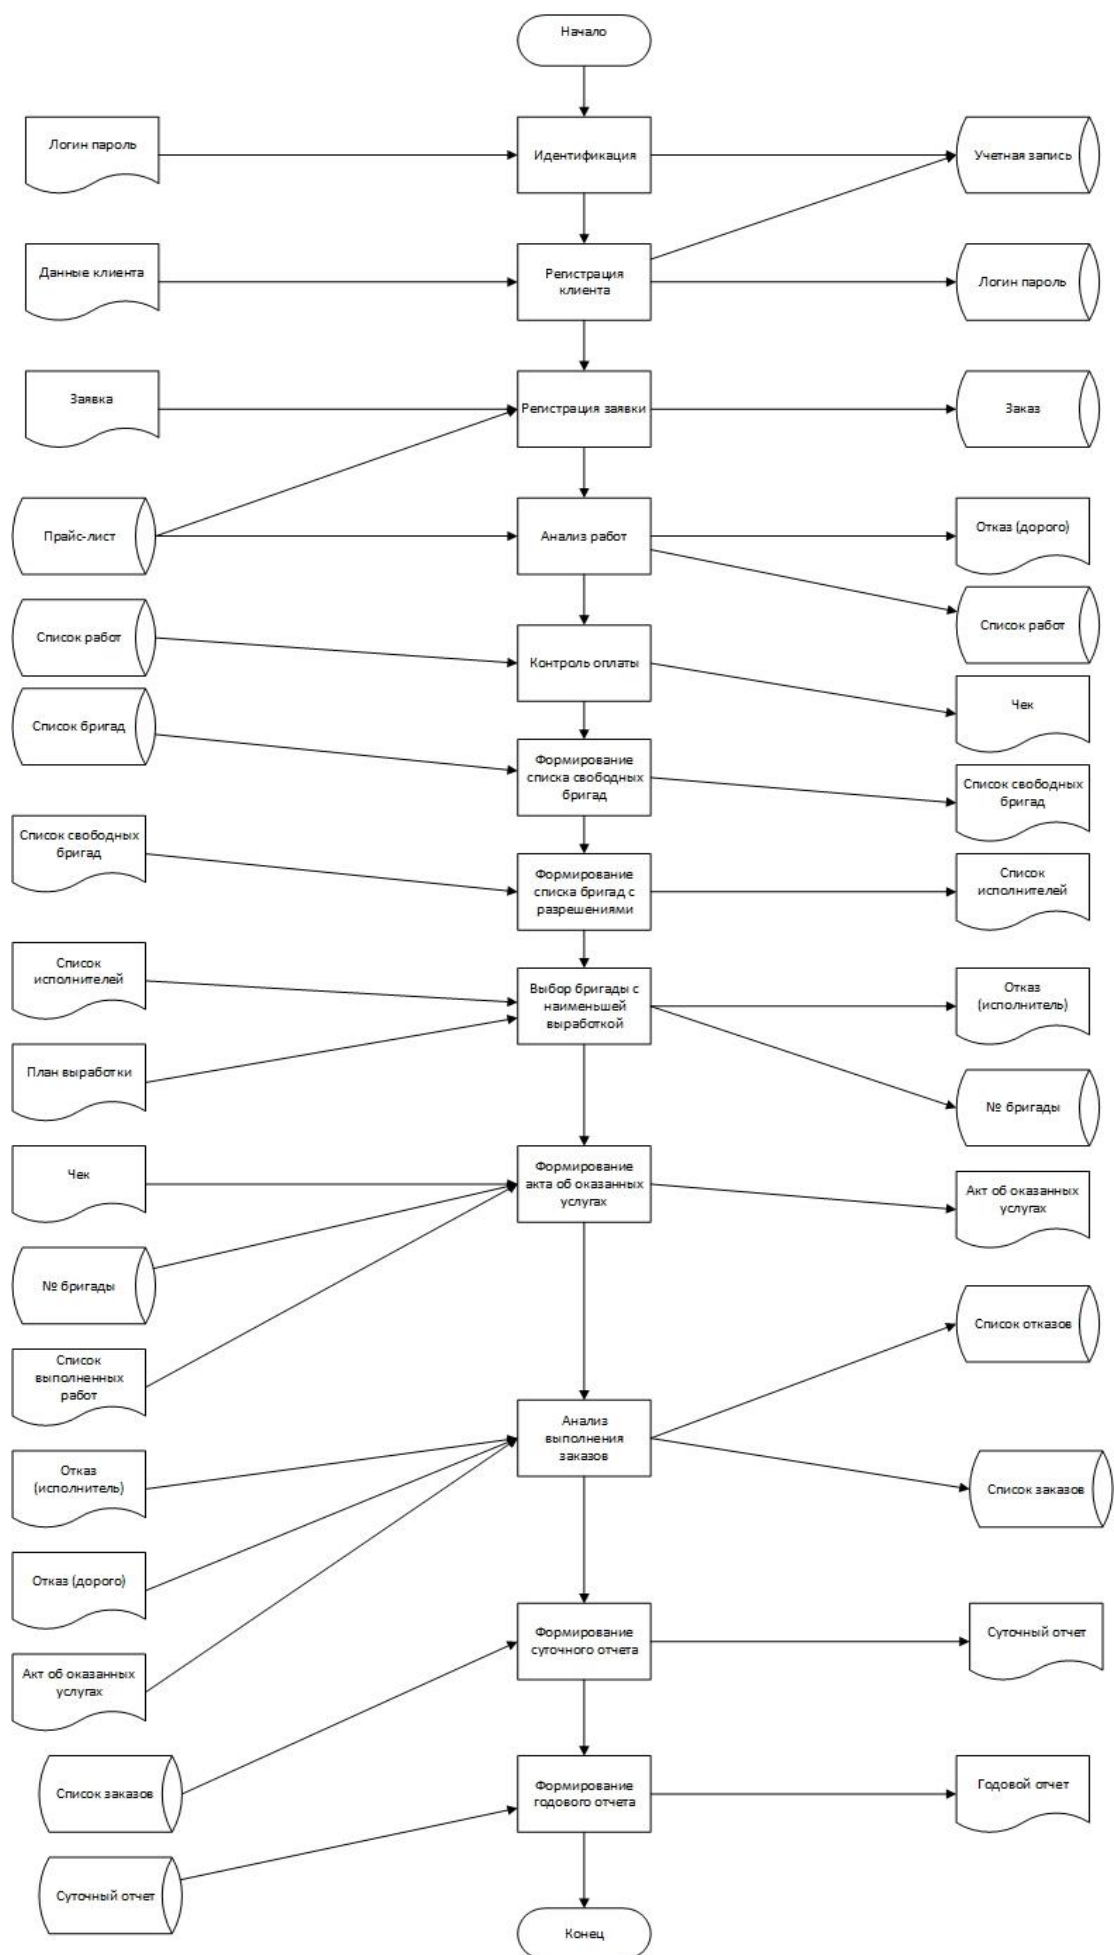 Начало
Логин пароль
Идентификация
Учетная запись
Данные клиента
Регистрация
клиента
Логин пароль
Заявка
Регистрация заявки
Заказ
Прайс-лист
Анализ работ
Отказ (дорого)
Список работ
Список работ
Контроль оплаты
Чек
Список бригад
Формирование
списка свободных
бригад
Список свободных
бригад
Список свободных
бригад
Формирование
списка бригад с
разрешениями
Список
исполнителей
Список
исполнителей
Выбор бригады с
наименьшей
выработкой
Отказ
(исполнитель)
План выработки
№ бригады
Чек
Формирование
акта об оказанных
услугах
Акт об оказанных
услугах
№ бригады
Список отказов
Список
выполненных
работ
Анализ
выполнения
заказов
Отказ
(исполнитель)
Список заказов
Отказ (дорого)
Формирование
суточного отчета
Суточный отчет
Акт об оказанных
услугах
Список заказов
Формирование
годового отчета
Годовой отчет
Суточный отчет
Конец